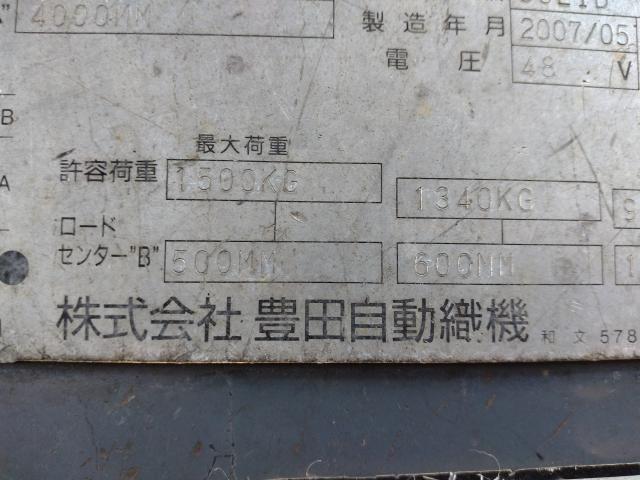 4000MM
製造年月 2007/05
電圧 48 V
B
A
最大荷重
許容荷重 1500KG 1340KG 9
ロード
センター"B" 500MM 600MM 1
株式会社 豊田自動織機 和文 578